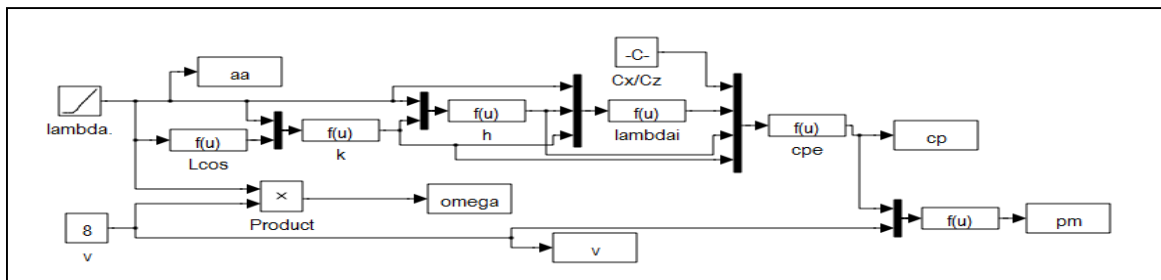 -C-
Cx/Cz
aa
lambda.
f(u)
Lcos
f(u)
k
f(u)
h
f(u)
lambdai
f(u)
cpe
cp
×
Product
omega
8
v
v
f(u)
pm